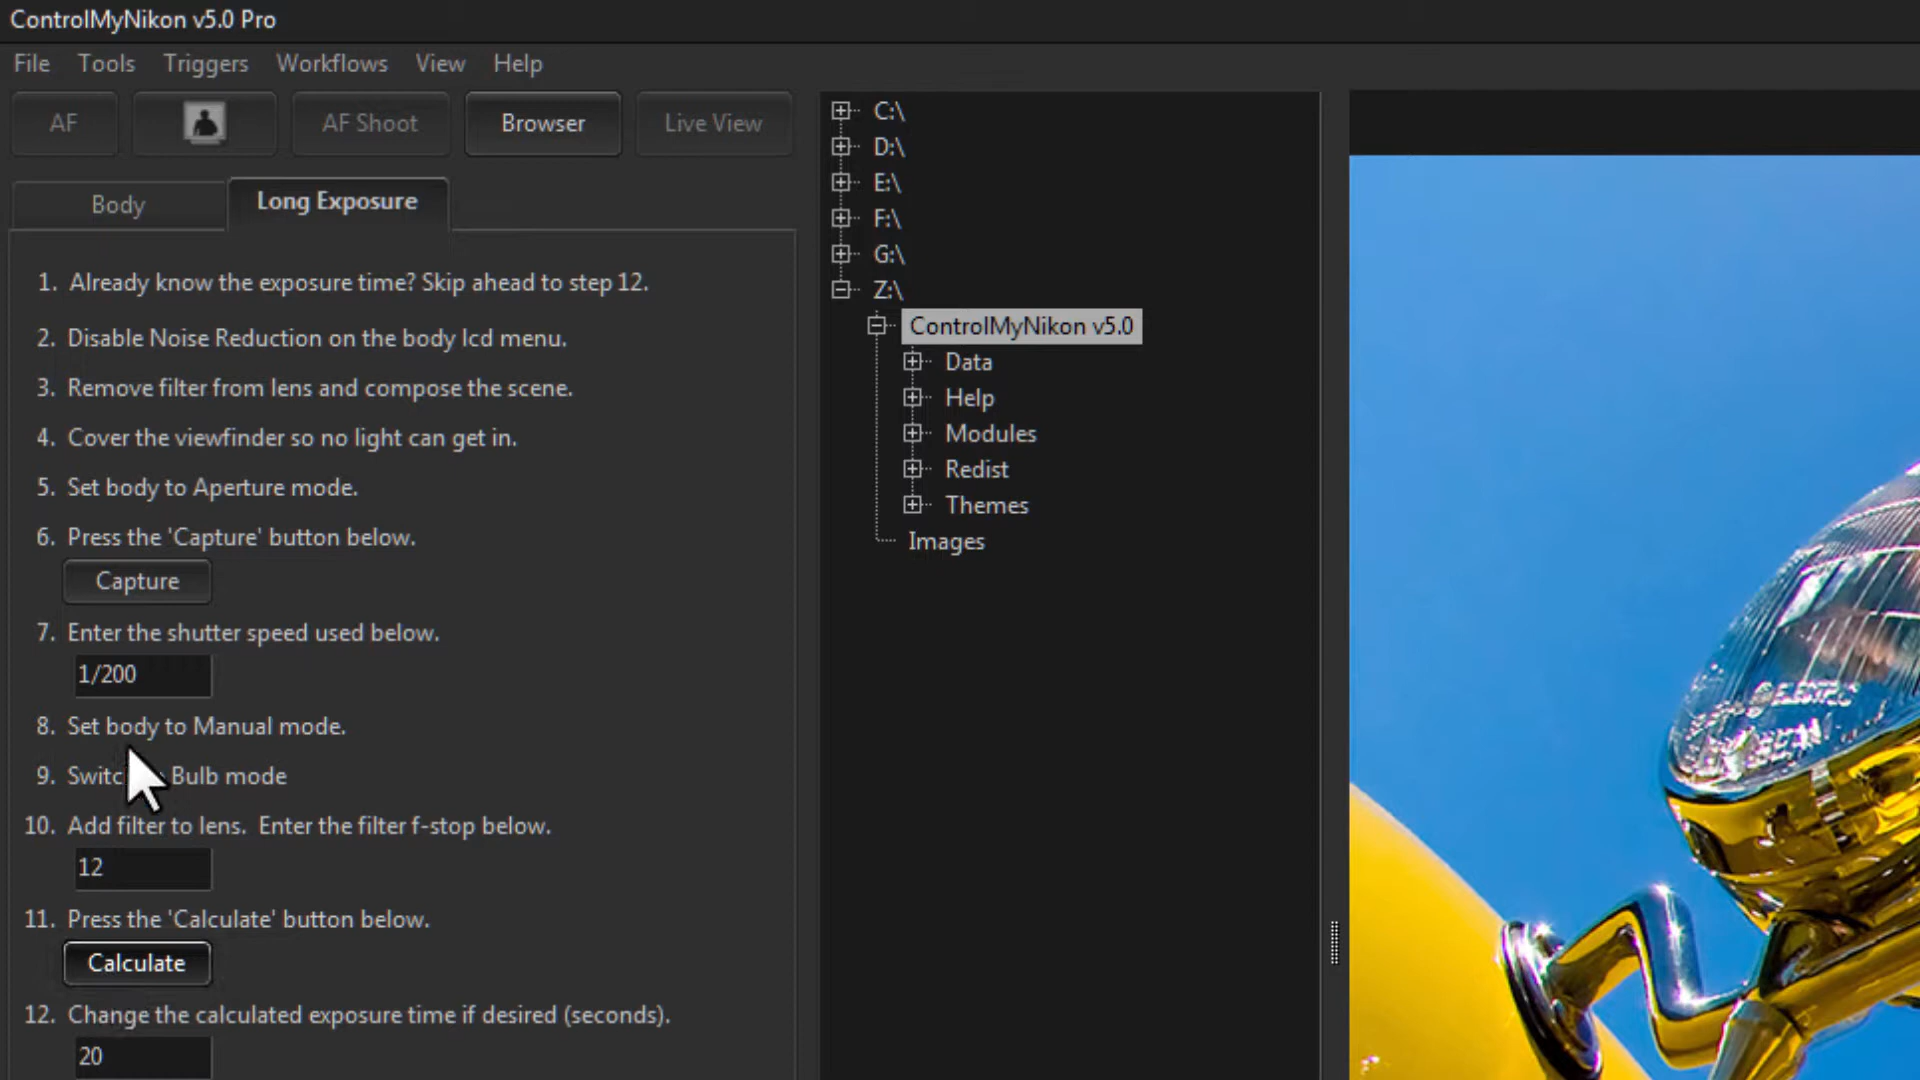 ControlMyNikon v5.0 Pro
File Tools Triggers Workflows View Help
AF AF Shoot Browser Live View
Body Long Exposure
1. Already know the exposure time? Skip ahead to step 12.
2. Disable Noise Reduction on the body lcd menu.
3. Remove filter from lens and compose the scene.
4. Cover the viewfinder so no light can get in.
5. Set body to Aperture mode.
6. Press the 'Capture' button below.
Capture
7. Enter the shutter speed used below.
1/200
8. Set body to Manual mode.
9. Bulb mode
10. Add filter to lens. Enter the filter f-stop below.
12
11. Press the 'Calculate' button below.
Calculate
12. Change the calculated exposure time if desired (seconds).
20
C:\
D:\
E:\
F:\
G:\
Z:\
ControlMyNikon v5.0
Data
Help
Modules
Redist
Themes
Images